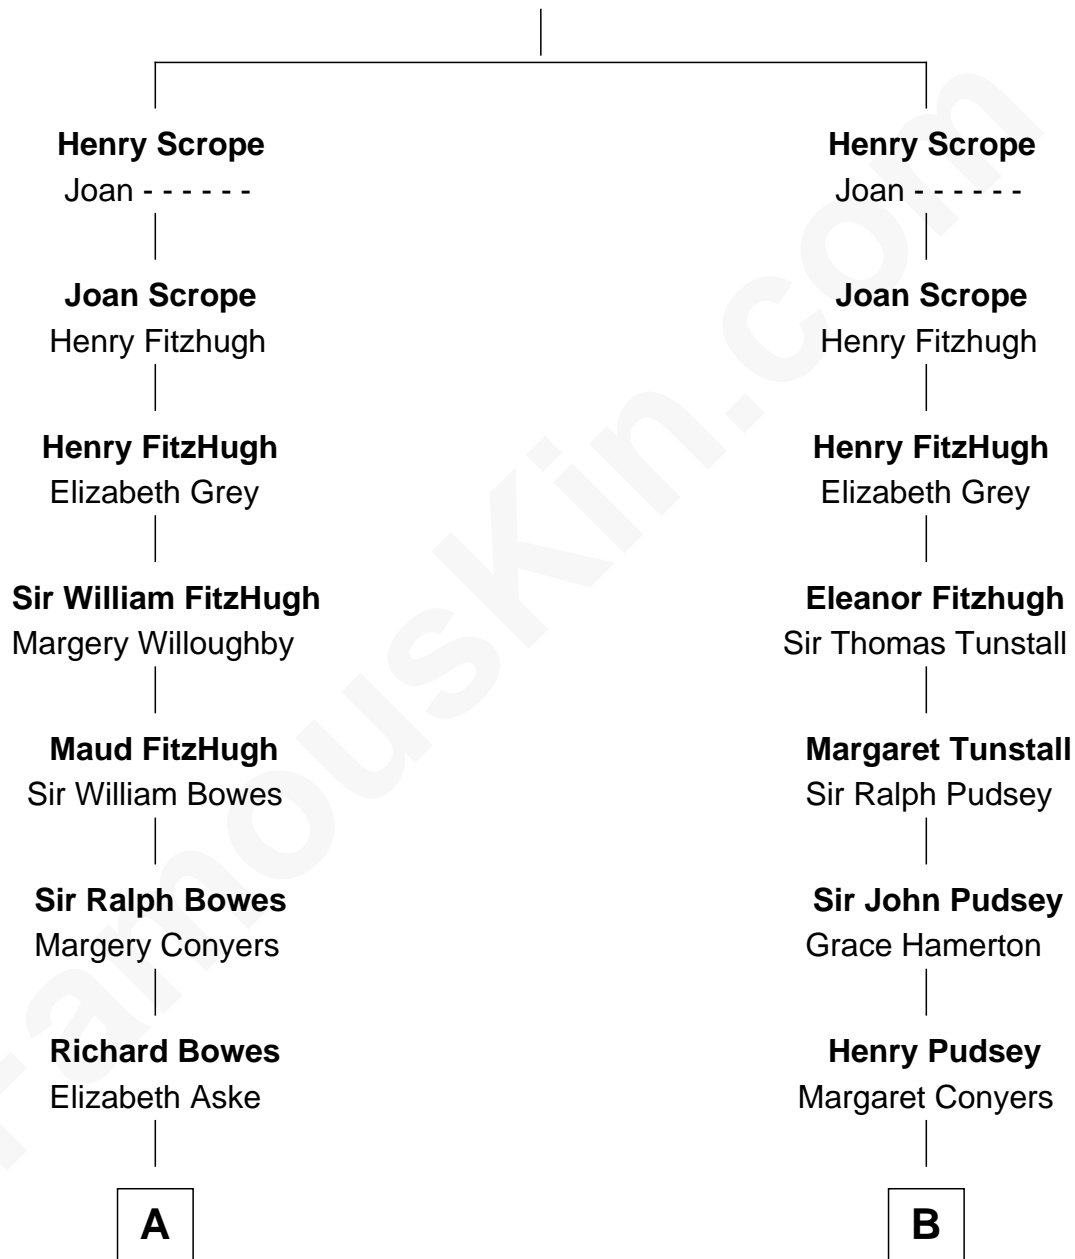 Henry Scrope
Joan - - - - - -
Joan Scrope
Henry Fitzhugh
Henry FitzHugh
Elizabeth Grey
Sir William FitzHugh
Margery Willoughby
Maud FitzHugh
Sir William Bowes
Sir Ralph Bowes
Margery Conyers
Richard Bowes
Elizabeth Aske
A
Henry Scrope
Joan - - - - - -
Joan Scrope
Henry Fitzhugh
Henry FitzHugh
Elizabeth Grey
Eleanor Fitzhugh
Sir Thomas Tunstall
Margaret Tunstall
Sir Ralph Pudsey
Sir John Pudsey
Grace Hamerton
Henry Pudsey
Margaret Conyers
B
FamousKin.com